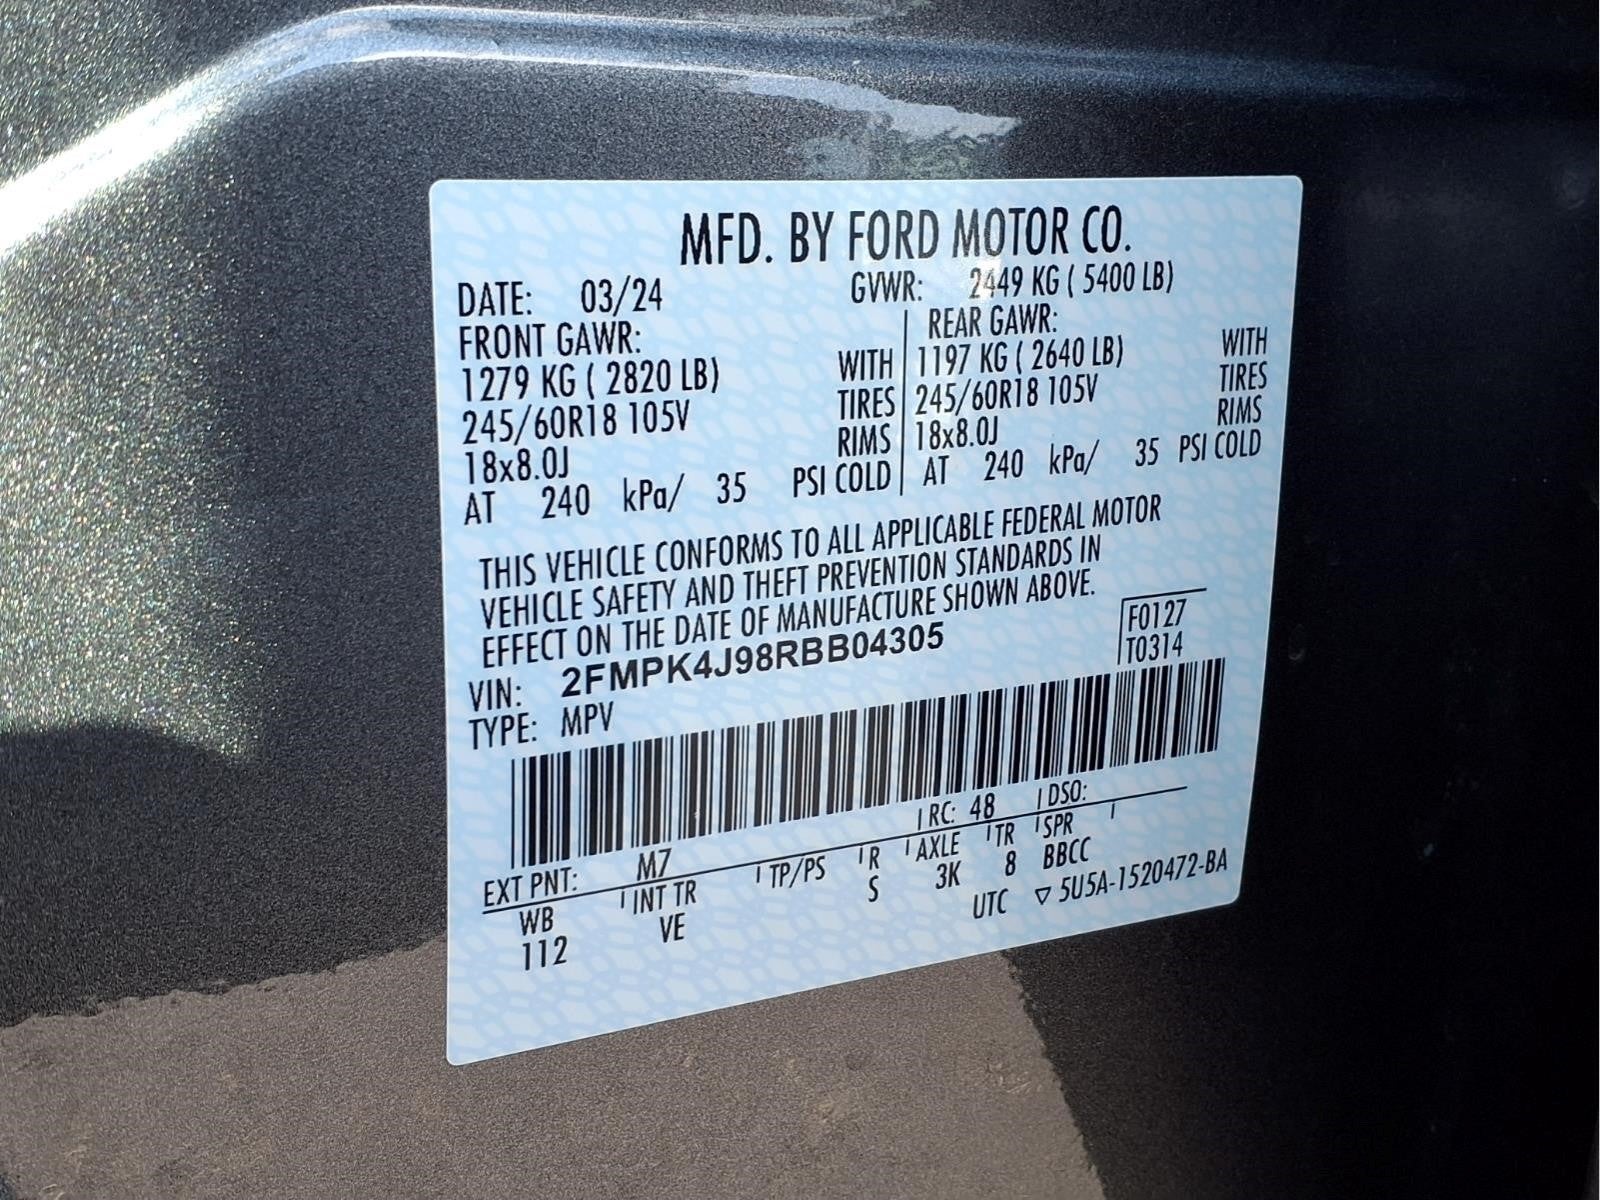 MFD. BY FORD MOTOR CO.
DATE: 03/24 GVWR: 2449 KG ( 5400 LB)
FRONT GAWR: REAR GAWR:
1279 KG ( 2820 LB) WITH 1197 KG ( 2640 LB) WITH
245/60R18 105V TIRES 245/60R18 105V TIRES
18x8.0J RIMS 18x8.0J RIMS
AT 240 kPa/ 35 PSI COLD AT 240 kPa/ 35 PSI COLD
THIS VEHICLE CONFORMS TO ALL APPLICABLE FEDERAL MOTOR
VEHICLE SAFETY AND THEFT PREVENTION STANDARDS IN
EFFECT ON THE DATE OF MANUFACTURE SHOWN ABOVE.
VIN: 2FMPK4J98RBB04305 F0127
TYPE: MPV T0314
EXT PNT: M7 RC: 48 DSO:
WB INT TR TP/PS R AXLE TR SPR
112 VE S 3K 8 BBCC
UTC ▽ 5U5A-1520472-BA